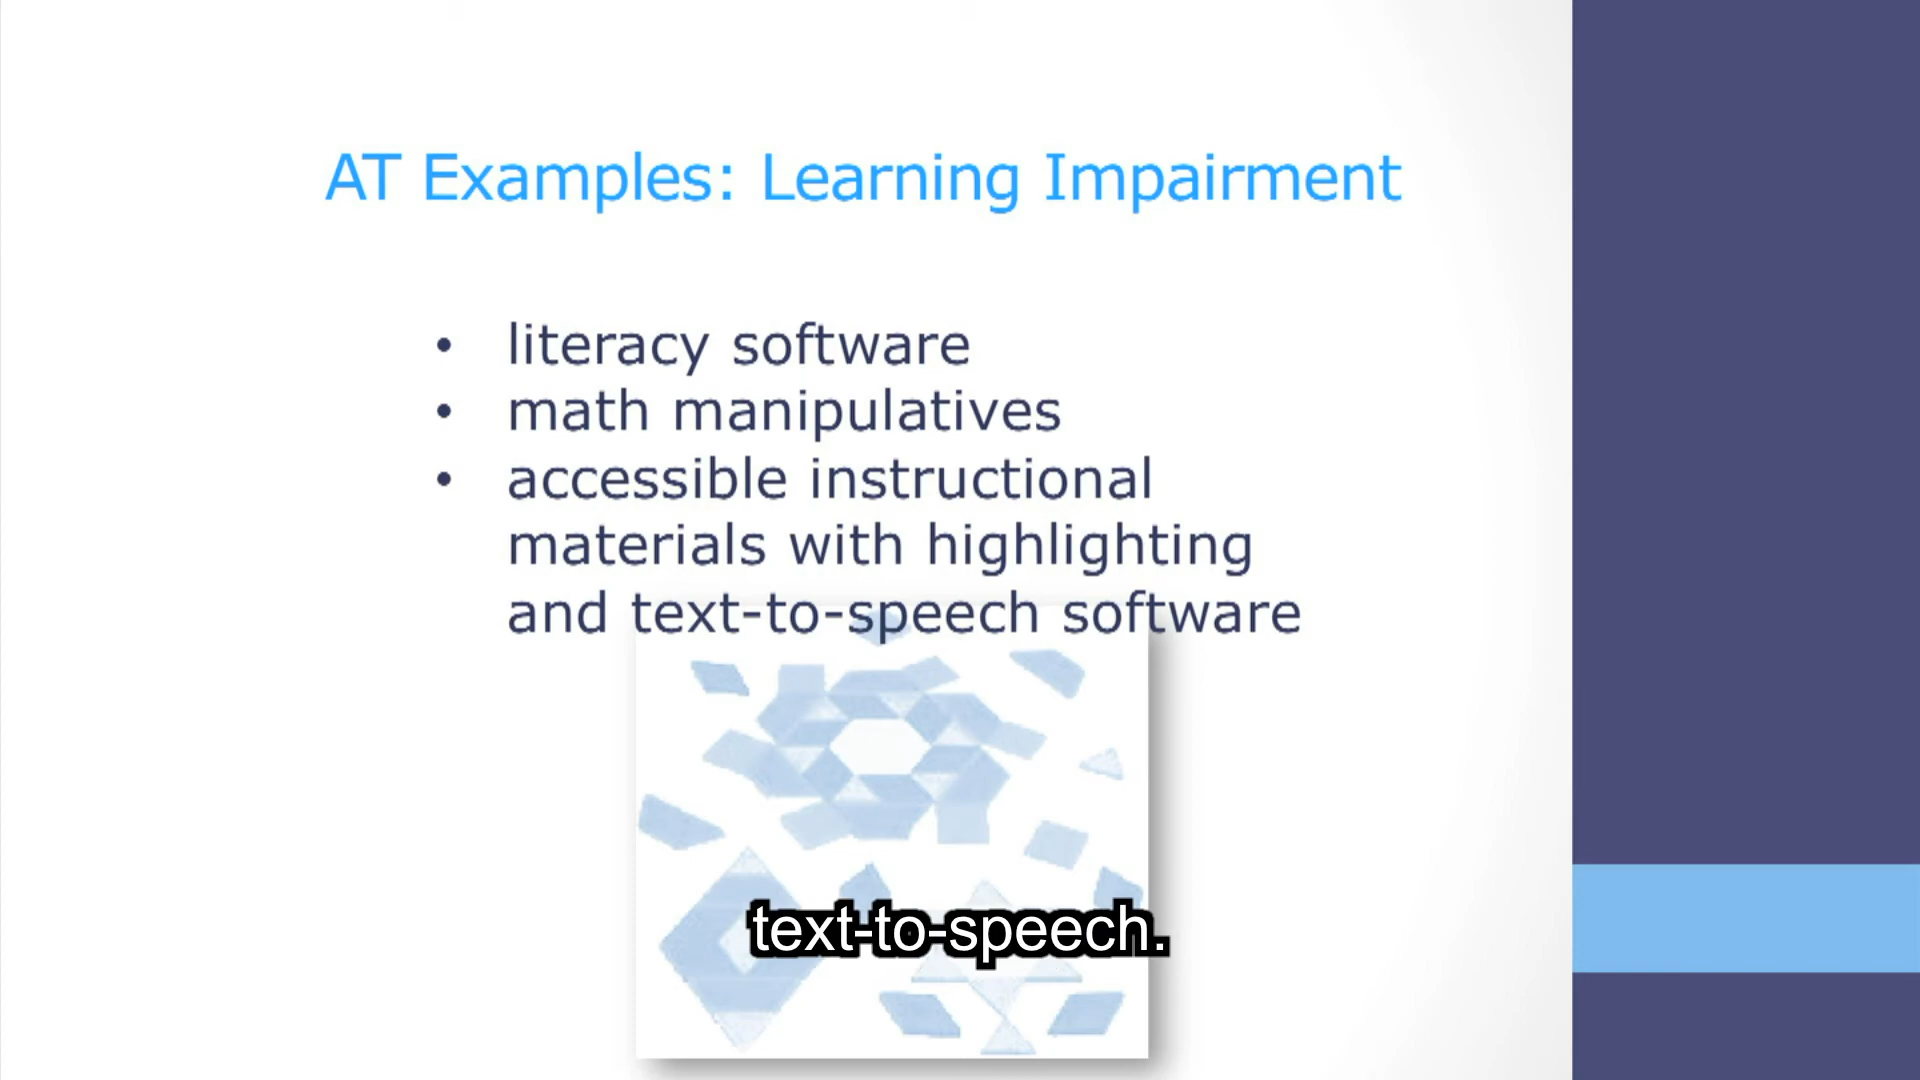 AT Examples: Learning Impairment
• literacy software
• math manipulatives
• accessible instructional
materials with highlighting
and text-to-speech software
text-to-speech.